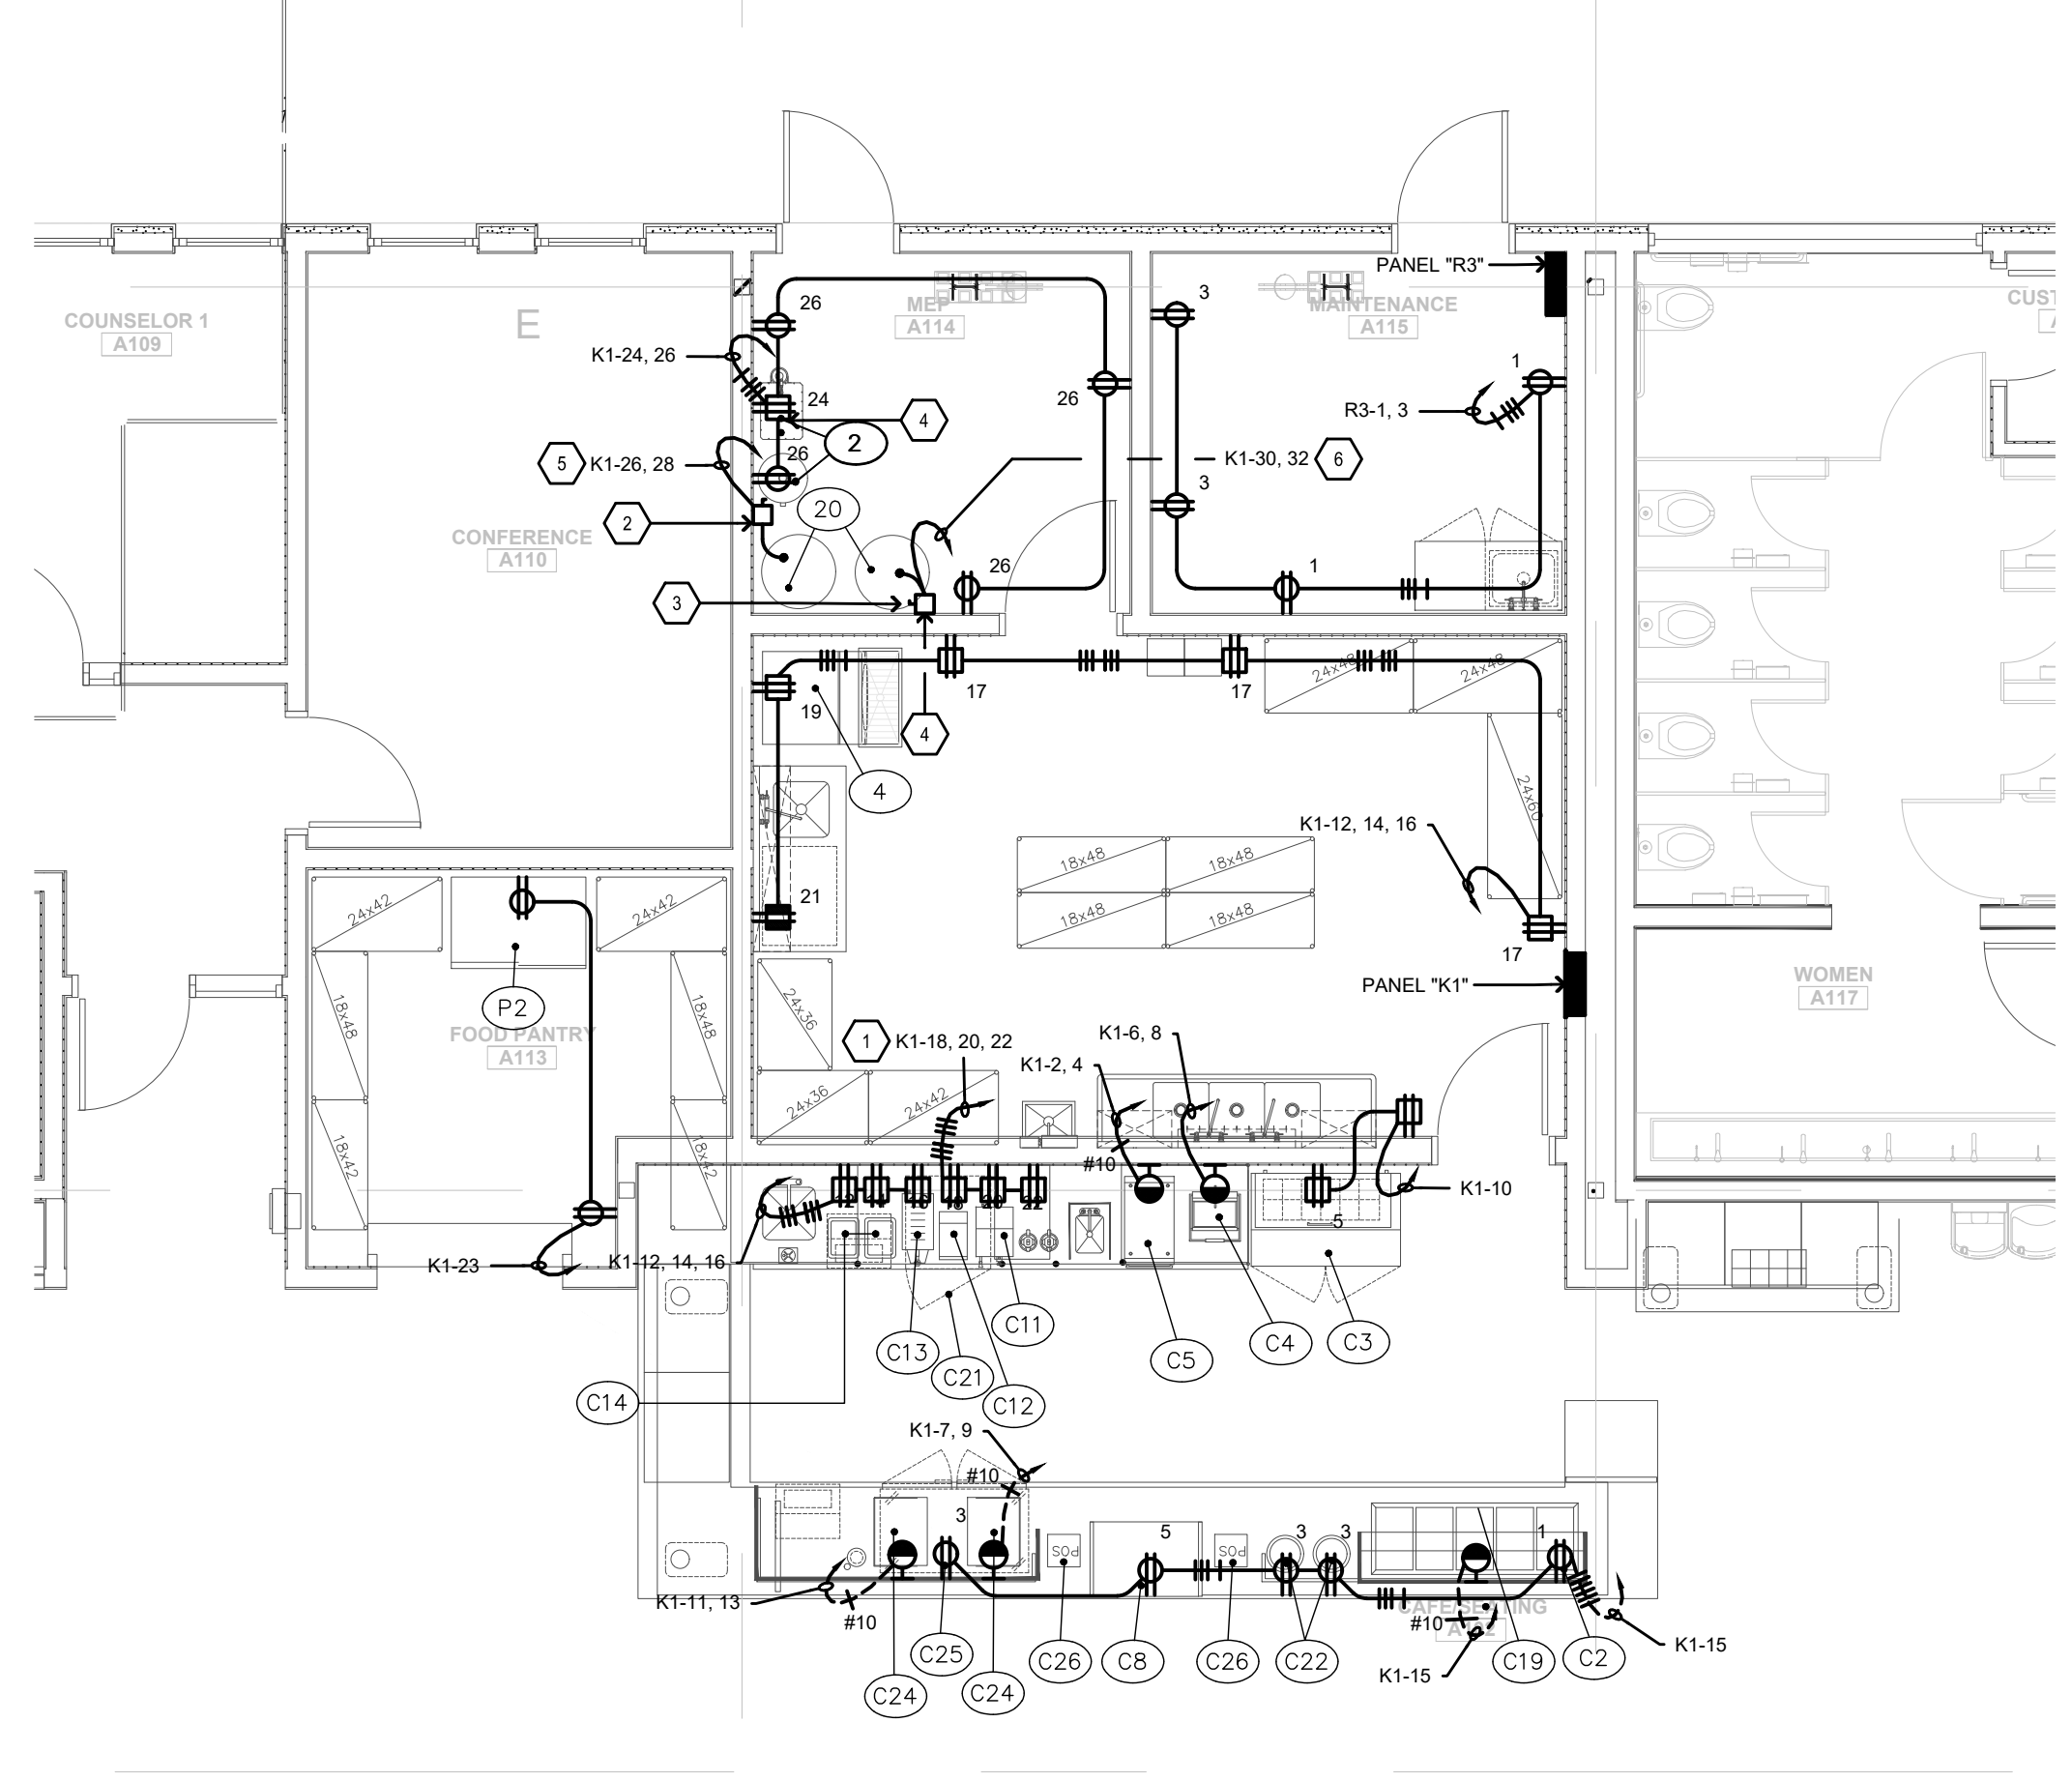 PANEL "R3"
COUNSELOR 1
A109
E
26
MEP
A114
3
MAINTENANCE
A115
CUST
K1-24, 26
24
4
26
1
R3-1, 3
2
26
5
K1-26, 28
K1-30, 32
6
3
2
20
CONFERENCE
A110
26
1
3
17
17
19
4
24x48
24x48
4
24x60
K1-12, 14, 16
18x48
18x48
18x48
18x48
21
24x42
24x42
17
PANEL "K1"
WOMEN
A117
P2
18x48
18x48
FOOD PANTRY
A113
24x36
1
K1-18, 20, 22
K1-6, 8
K1-2, 4
24x36
24x42
18x42
18x42
#10
K1-10
5
K1-23
K1-12, 14, 16
C13
C21
C11
C5
C4
C3
C14
C12
K1-7, 9
#10
3
POS
5
POS
3
3
1
K1-11, 13
#10
CAFE/SEATING
#10
K1-15
C25
C26
C8
C26
C22
C19
C2
K1-15
C24
C24